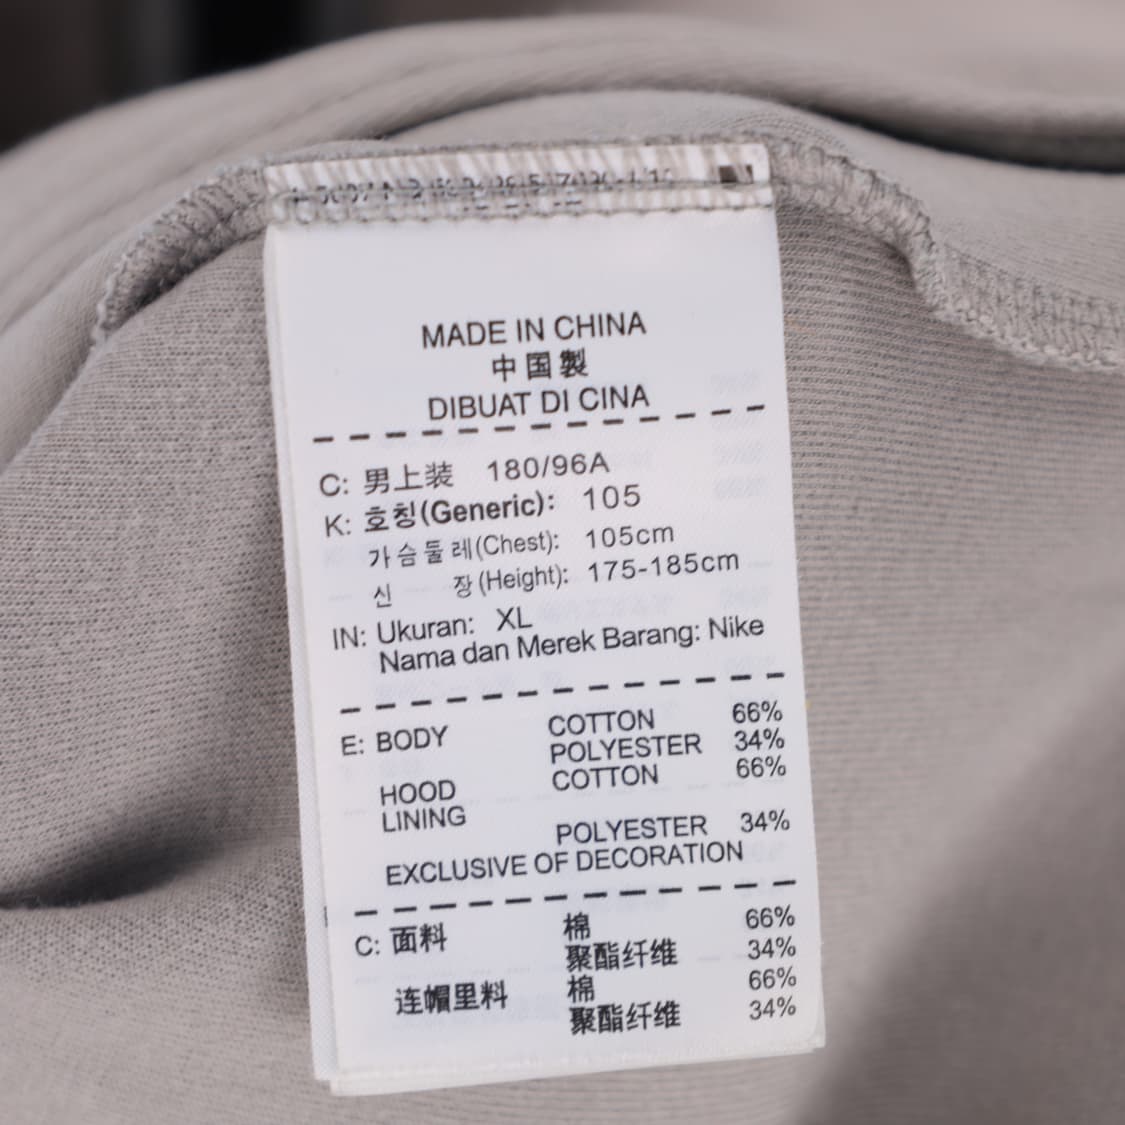 MADE IN CHINA
中国製
DIBUAT DI CINA
C: 男上装 180/96A
K: 호칭(Generic): 105
가슴둘레(Chest): 105cm
신 장(Height): 175-185cm
IN: Ukuran: XL
Nama dan Merek Barang: Nike
E: BODY COTTON 66%
POLYESTER 34%
HOOD COTTON 66%
LINING
POLYESTER 34%
EXCLUSIVE OF DECORATION
C: 面料 棉 66%
聚酯纤维 34%
连帽里料 棉 66%
聚酯纤维 34%